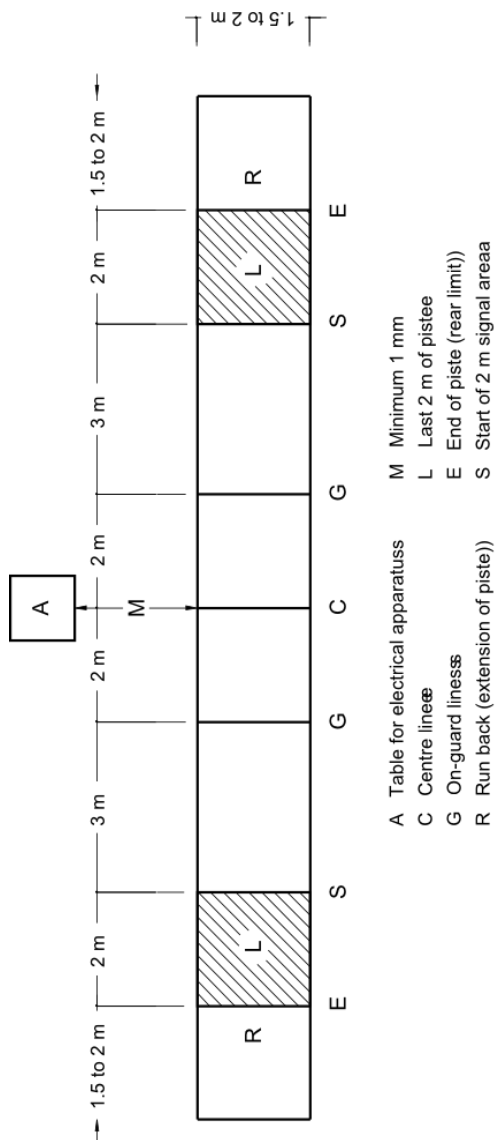 A
1.5 to 2 m 2 m 3 m 2 m 2 m 3 m 2 m 1.5 to 2 m
M
1.5 to 2 m
R L L R
E S G C G S E
A Table for electrical apparatuss
C Centre linee
G On-guard liness
R Run back (extension of piste))
M Minimum 1 mm
L Last 2 m of pistee
E End of piste (rear limit))
S Start of 2 m signal areaa